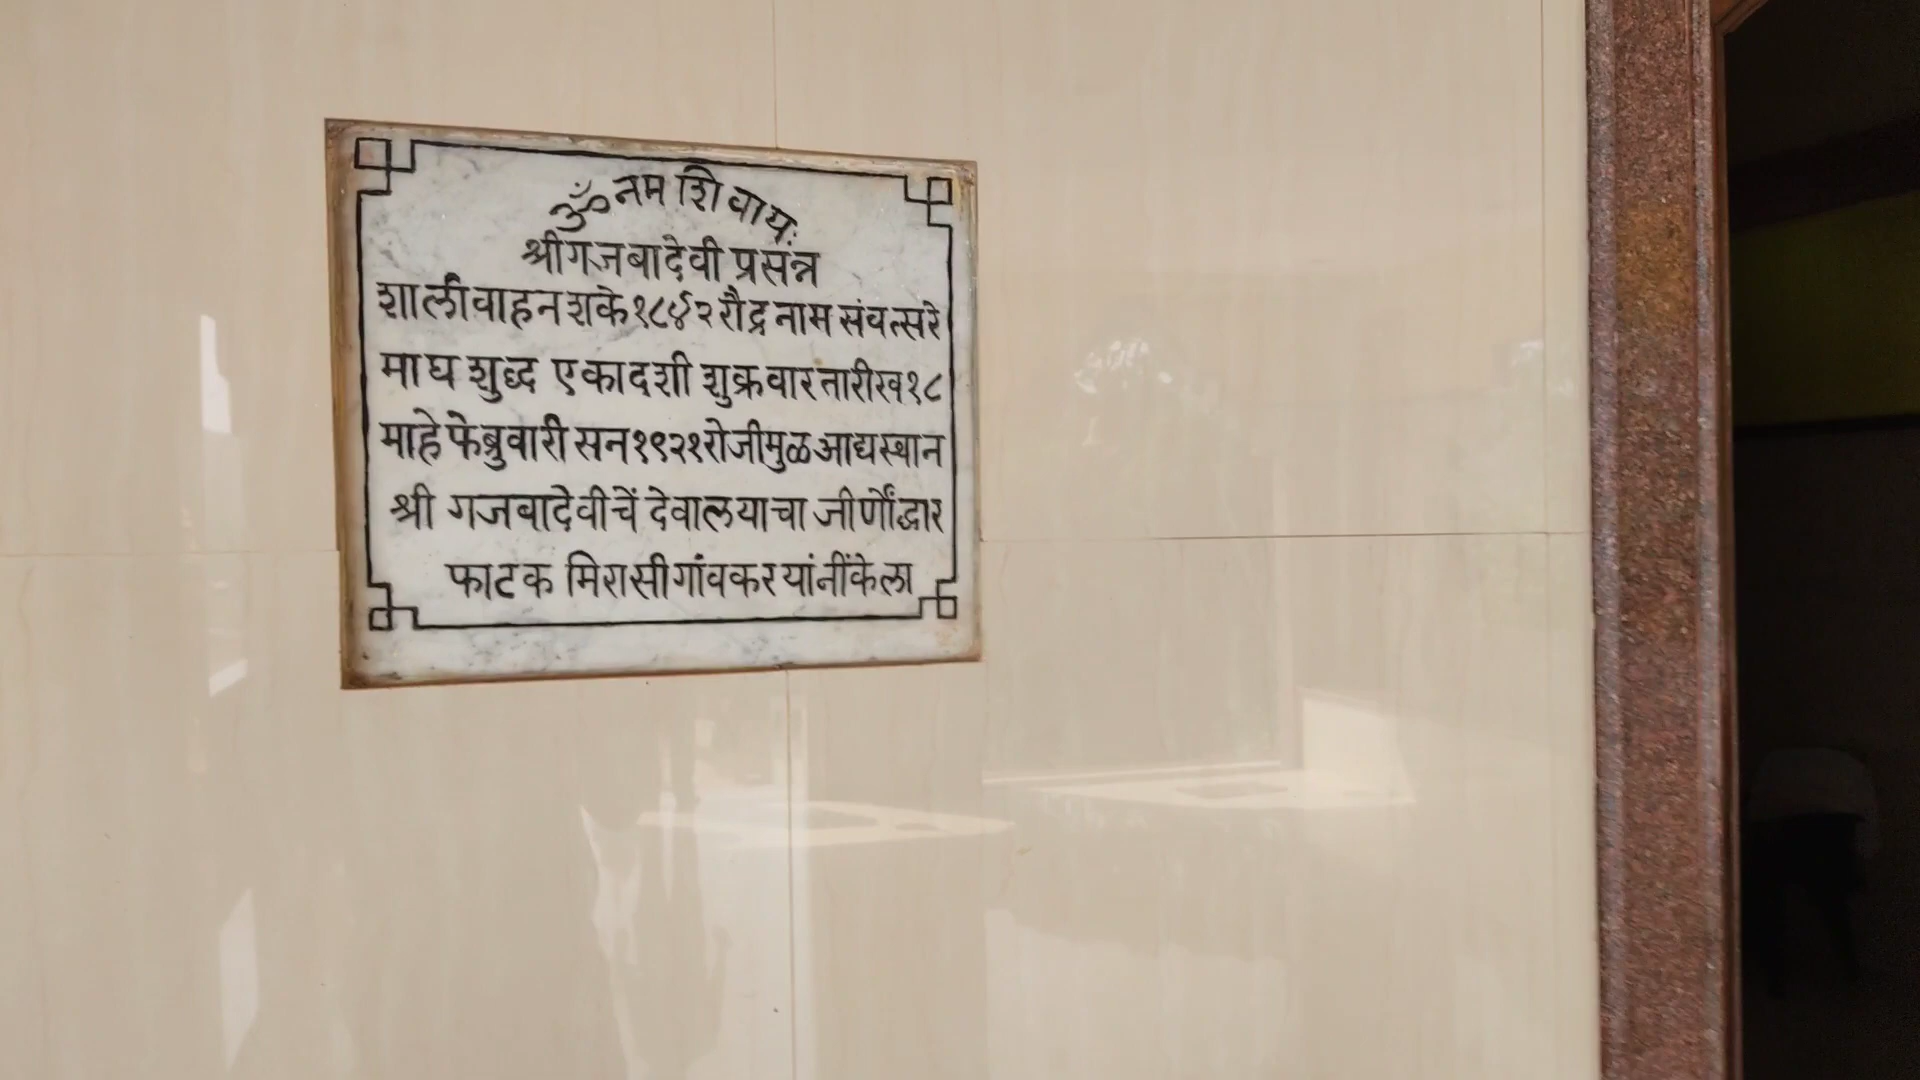 ॐ नम शिवायः
श्री गजबादेवी प्रसंन्न
शालीवाहन शके १८४२ रौद्र नाम संवत्सरे
माघ शुद्ध एकादशी शुक्रवार तारीख १८
माहे फेब्रुवारी सन १९२१ रोजी मुळ आद्यस्थान
श्री गजबादेवीचें देवालयाचा जीर्णोंद्धार
फाटक मिरासी गांवकर यांनीं केला